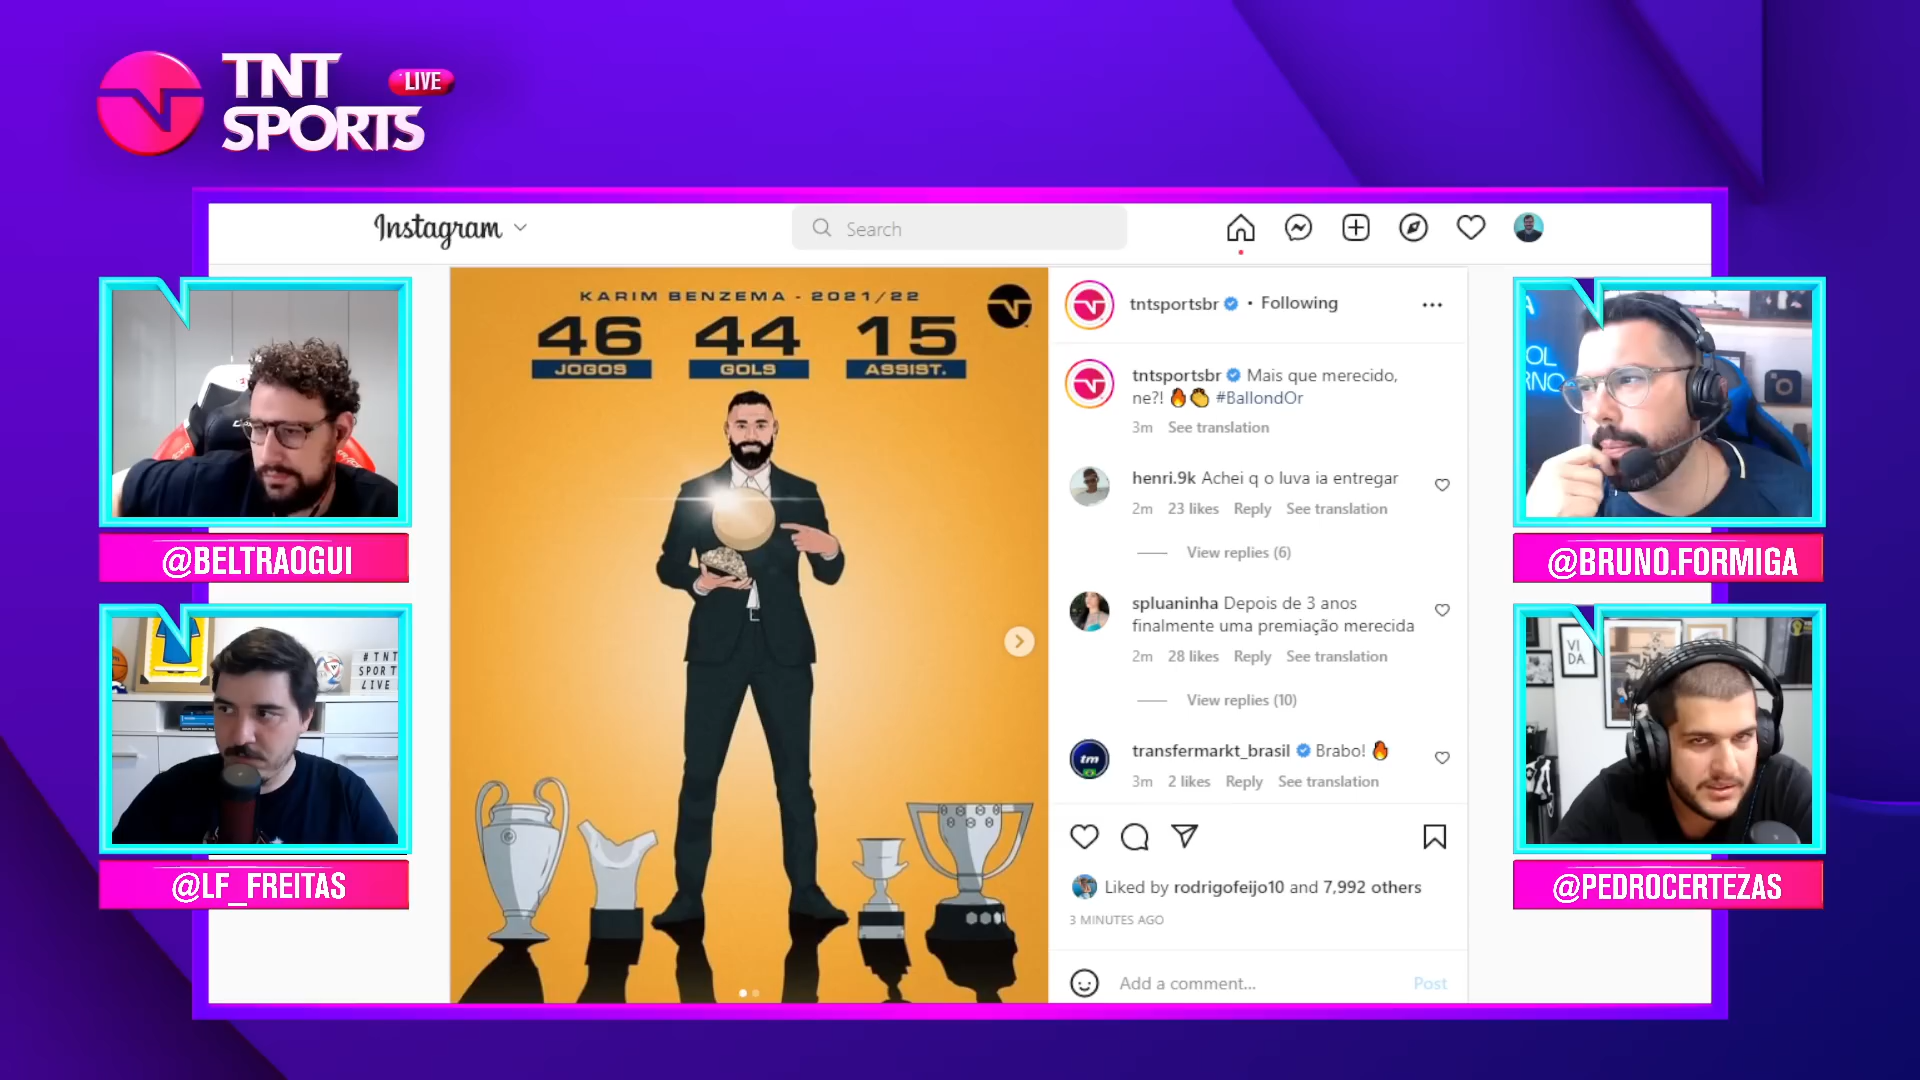 TNT
SPORTS
LIVE
Instagram
Search
KARIM BENZEMA - 2021/22
46 44 15
JOGOS GOLS ASSIST.
tntsportsbr • Following
tntsportsbr Mais que merecido,
ne?! 🔥👏 #BallondOr
3m See translation
henri.9k Achei q o luva ia entregar
2m 23 likes Reply See translation
View replies (6)
spluaninha Depois de 3 anos
finalmente uma premiação merecida
2m 28 likes Reply See translation
View replies (10)
tm
transfermarkt_brasil Brabo! 🔥
3m 2 likes Reply See translation
Liked by rodrigofeijo10 and 7,992 others
3 MINUTES AGO
Add a comment...
Post
@BELTRAOGUI
#TNT
SPORT
LIVE
@LF_FREITAS
@BRUNO.FORMIGA
VI
DA.
@PEDROCERTEZAS